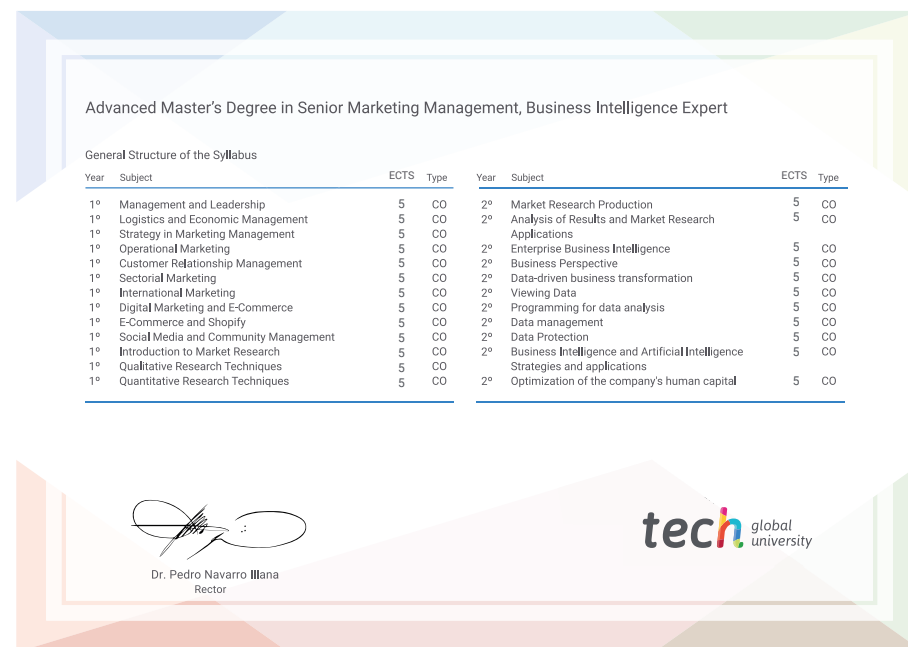 Advanced Master's Degree in Senior Marketing Management, Business Intelligence Expert
General Structure of the Syllabus
Year Subject ECTS Type
1º Management and Leadership 5 CO
1º Logistics and Economic Management 5 CO
1º Strategy in Marketing Management 5 CO
1º Operational Marketing 5 CO
1º Customer Relationship Management 5 CO
1º Sectorial Marketing 5 CO
1º International Marketing 5 CO
1º Digital Marketing and E-Commerce 5 CO
1º E-Commerce and Shopify 5 CO
1º Social Media and Community Management 5 CO
1º Introduction to Market Research 5 CO
1º Qualitative Research Techniques 5 CO
1º Quantitative Research Techniques 5 CO
Year Subject ECTS Type
2º Market Research Production 5 CO
2º Analysis of Results and Market Research 5 CO
Applications
2º Enterprise Business Intelligence 5 CO
2º Business Perspective 5 CO
2º Data-driven business transformation 5 CO
2º Viewing Data 5 CO
2º Programming for data analysis 5 CO
2º Data management 5 CO
2º Data Protection 5 CO
2º Business Intelligence and Artificial Intelligence 5 CO
Strategies and applications
2º Optimization of the company's human capital 5 CO
Dr. Pedro Navarro Illana
Rector
tech global
university